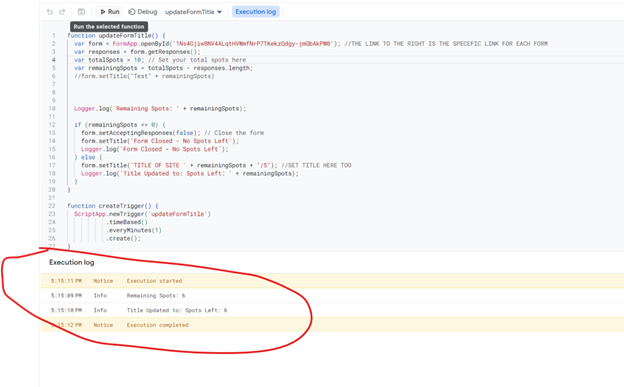 Run Debug updateFormTitle Execution log
Run the selected function
1 function updateFormTitle() {
2 var form = FormApp.openById('1Ns4Gjix8NV4ALqtHVWmfNrP7TKekzQdgy-jmQbAkPW0'); //THE LINK TO THE RIGHT IS THE SPECEFIC LINK FOR EACH FORM
3 var responses = form.getResponses();
4 var totalSpots = 10; // Set your total spots here
5 var remainingSpots = totalSpots - responses.length;
6 //form.setTitle("Test" + remainingSpots)
7
8
9
10 Logger.log('Remaining Spots: ' + remainingSpots);
11
12 if (remainingSpots <= 0) {
13 form.setAcceptingResponses(false); // Close the form
14 form.setTitle('Form Closed - No Spots Left');
15 Logger.log('Form Closed - No Spots Left');
16 } else {
17 form.setTitle('TITLE OF SITE ' + remainingSpots + "/5"); //SET TITLE HERE TOO
18 Logger.log('Title Updated to: Spots Left: ' + remainingSpots);
19 }
20 }
21
22 function createTrigger() {
23 ScriptApp.newTrigger('updateFormTitle')
24 .timeBased()
25 .everyMinutes(1)
26 .create();
27 }
Execution log
5:15:11 PM Notice Execution started
5:15:09 PM Info Remaining Spots: 6
5:15:10 PM Info Title Updated to: Spots Left: 6
5:15:12 PM Notice Execution completed